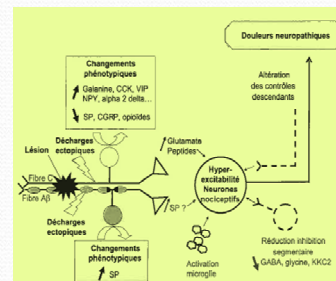 Douleurs neuropathiques
Changements
phénotypiques
Galanine, CCK, VIP
NPY, alpha 2 delta...
SP, CGRP, opioïdes
Altération
des contrôles
descendants
Décharges
ectopiques
Lésion
Glutamate
Peptides
Hyper-
excitabilité
Neurones
nociceptifs
Fibre C
Fibre Aβ
SP ?
Décharges
ectopiques
Changements
phénotypiques
SP
Activation
microglie
Réduction inhibition
segmentaire
GABA, glycine, KKC2